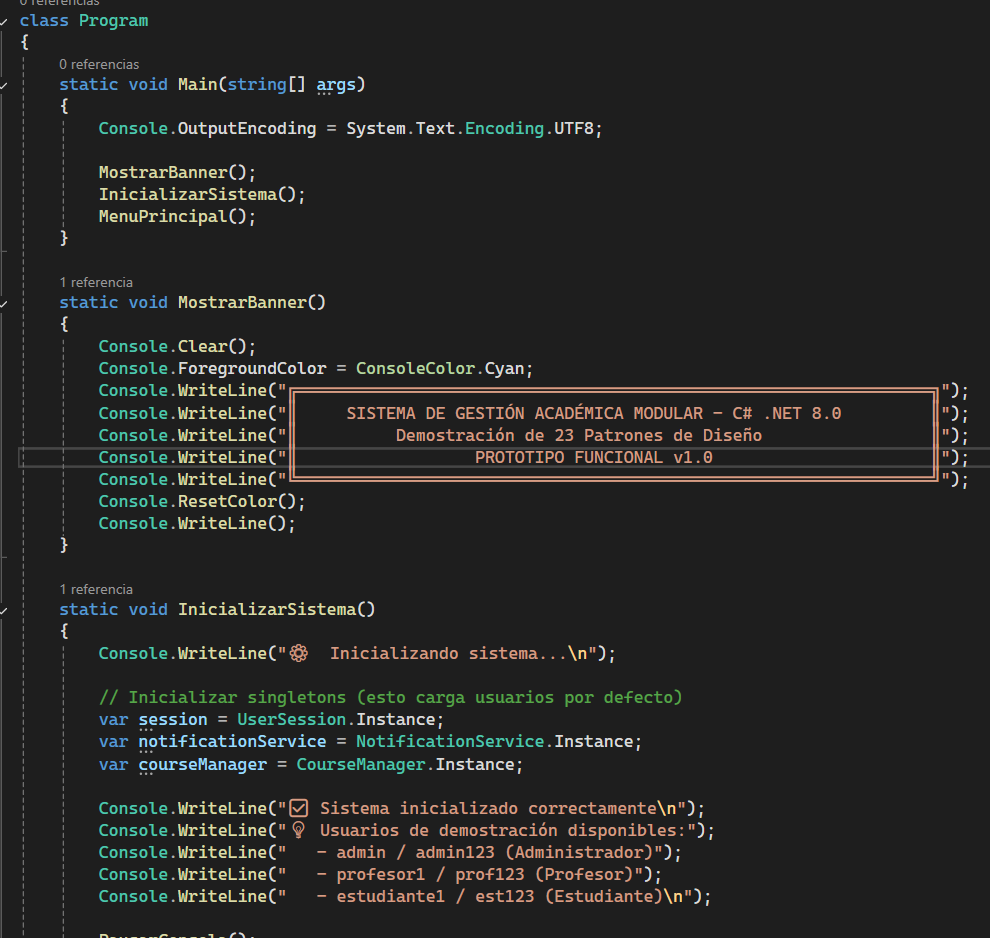 0 referencias
class Program
{
0 referencias
static void Main(string[] args)
{
Console.OutputEncoding = System.Text.Encoding.UTF8;
MostrarBanner();
InicializarSistema();
MenuPrincipal();
}
1 referencia
static void MostrarBanner()
{
Console.Clear();
Console.ForegroundColor = ConsoleColor.Cyan;
Console.WriteLine("╔════════════════════════════════════════════════════════════════╗");
Console.WriteLine("║     SISTEMA DE GESTIÓN ACADÉMICA MODULAR - C# .NET 8.0         ║");
Console.WriteLine("║          Demostración de 23 Patrones de Diseño                 ║");
Console.WriteLine("║                  PROTOTIPO FUNCIONAL v1.0                      ║");
Console.WriteLine("╚════════════════════════════════════════════════════════════════╝");
Console.ResetColor();
Console.WriteLine();
}
1 referencia
static void InicializarSistema()
{
Console.WriteLine("⚙️  Inicializando sistema...\n");
// Inicializar singletons (esto carga usuarios por defecto)
var session = UserSession.Instance;
var notificationService = NotificationService.Instance;
var courseManager = CourseManager.Instance;
Console.WriteLine("✅ Sistema inicializado correctamente\n");
Console.WriteLine("💡 Usuarios de demostración disponibles:");
Console.WriteLine("   - admin / admin123 (Administrador)");
Console.WriteLine("   - profesor1 / prof123 (Profesor)");
Console.WriteLine("   - estudiante1 / est123 (Estudiante)\n");